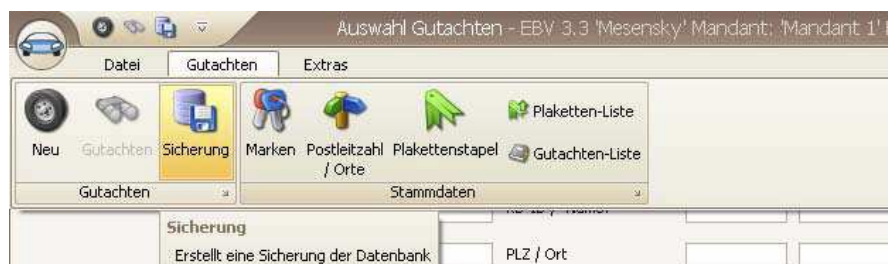 Auswahl Gutachten - EBV 3.3 'Mesensky' Mandant: 'Mandant 1'
Datei Gutachten Extras
Neu Gutachten Sicherung Marken Postleitzahl / Orte Plakettenstapel
Plaketten-Liste
Gutachten-Liste
Gutachten Stammdaten
Sicherung
Erstellt eine Sicherung der Datenbank
PLZ / Ort